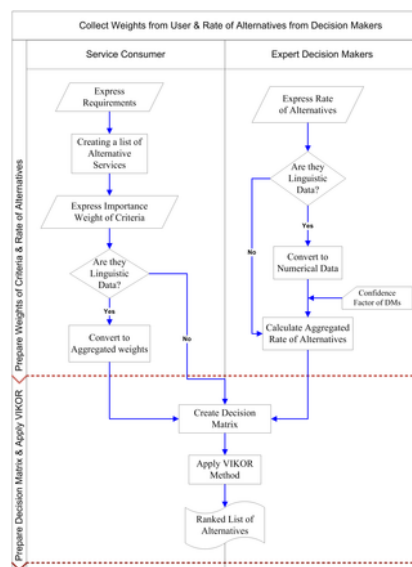 Collect Weights from User & Rate of Alternatives from Decision Makers
Service Consumer
Expert Decision Makers
Prepare Weights of Criteria & Rate of Alternatives
Express
Requirements
Creating a list of
Alternative
Services
Express Importance
Weight of Criteria
Are they
Linguistic
Data?
Yes
No
Convert to
Aggregated weights
Express Rate
of Alternatives
Are they
Linguistic
Data?
Yes
No
Convert to
Numerical Data
Confidence
Factor of DMs
Calculate Aggregated
Rate of Alternatives
Prepare Decision Matrix & Apply VIKOR
Create Decision
Matrix
Apply VIKOR
Method
Ranked List of
Alternatives